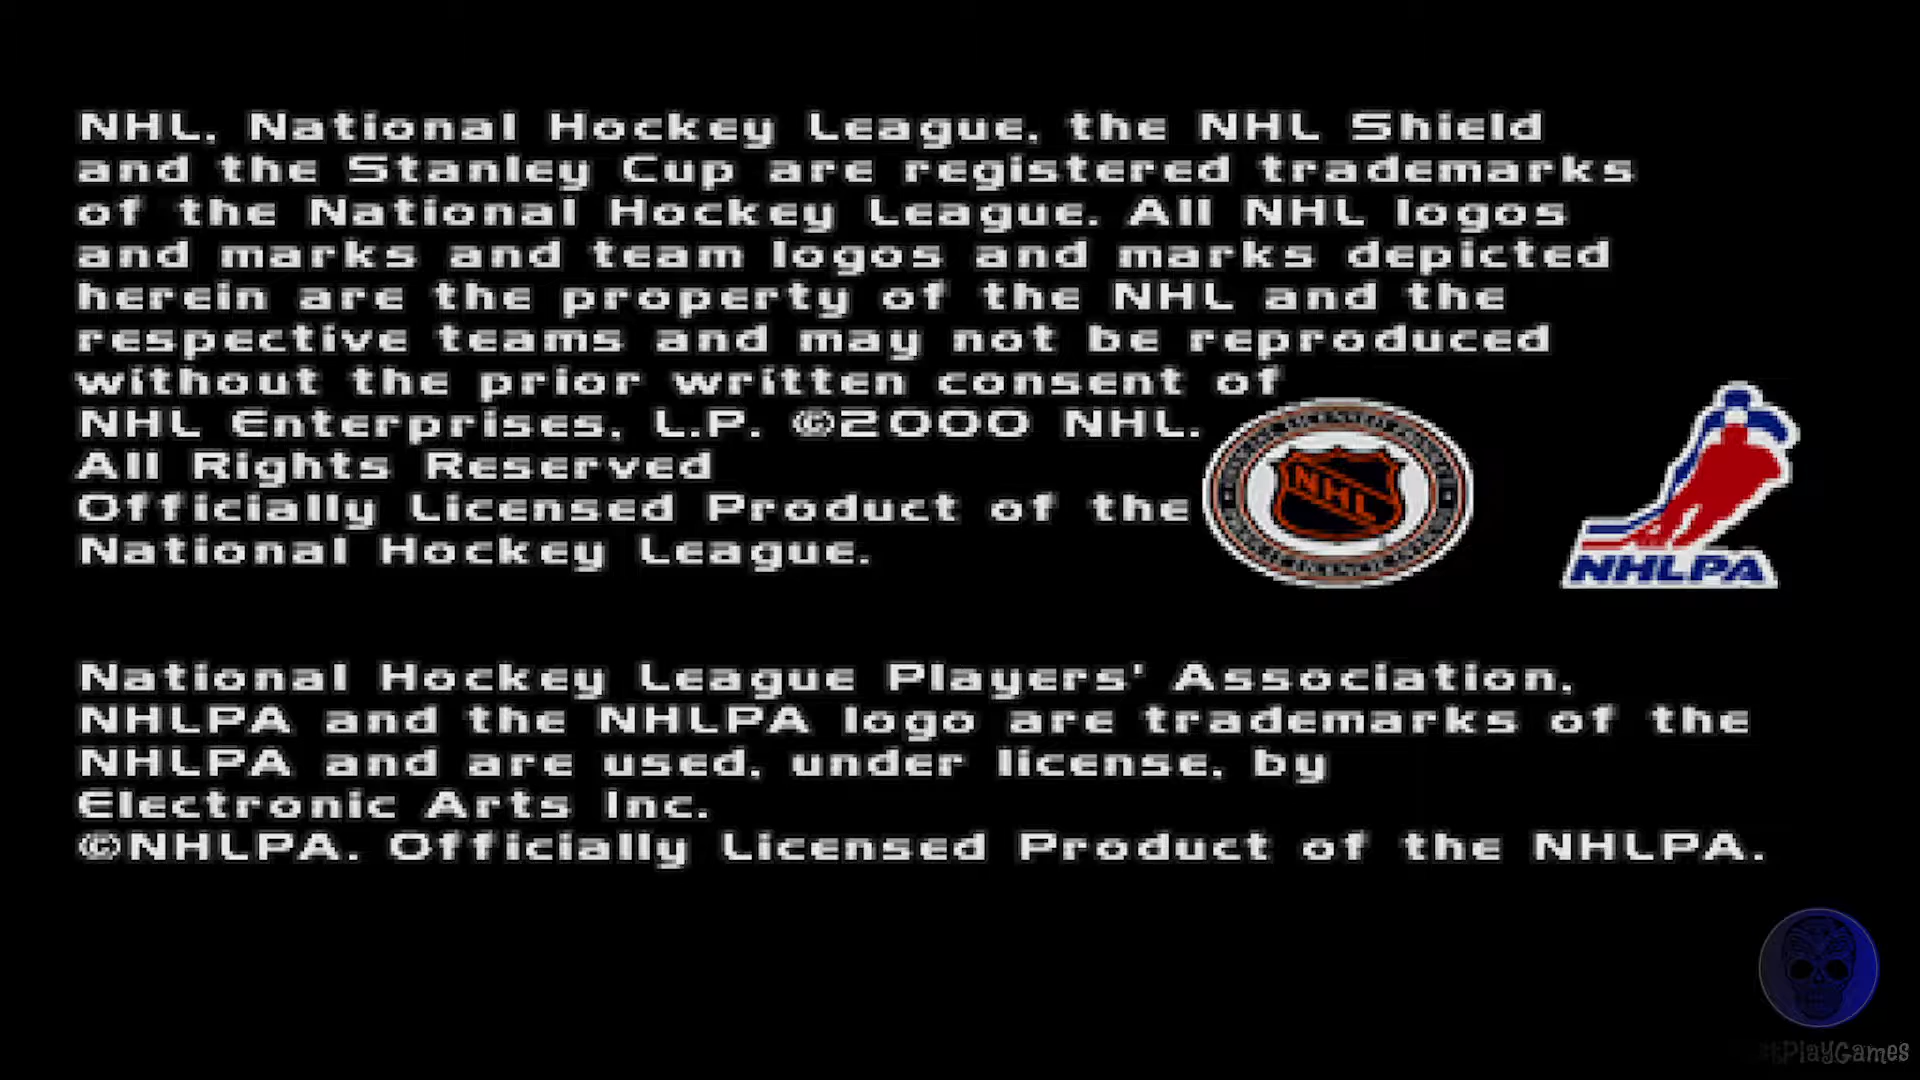 NHL, National Hockey League, the NHL Shield
and the Stanley Cup are registered trademarks
of the National Hockey League. All NHL logos
and marks and team logos and marks depicted
herein are the property of the NHL and the
respective teams and may not be reproduced
without the prior written consent of
NHL Enterprises, L.P. ©2000 NHL.
All Rights Reserved
Officially Licensed Product of the
National Hockey League.
NHL
NHLPA
National Hockey League Players' Association,
NHLPA and the NHLPA logo are trademarks of the
NHLPA and are used, under license, by
Electronic Arts Inc.
©NHLPA. Officially Licensed Product of the NHLPA.
PlayGames